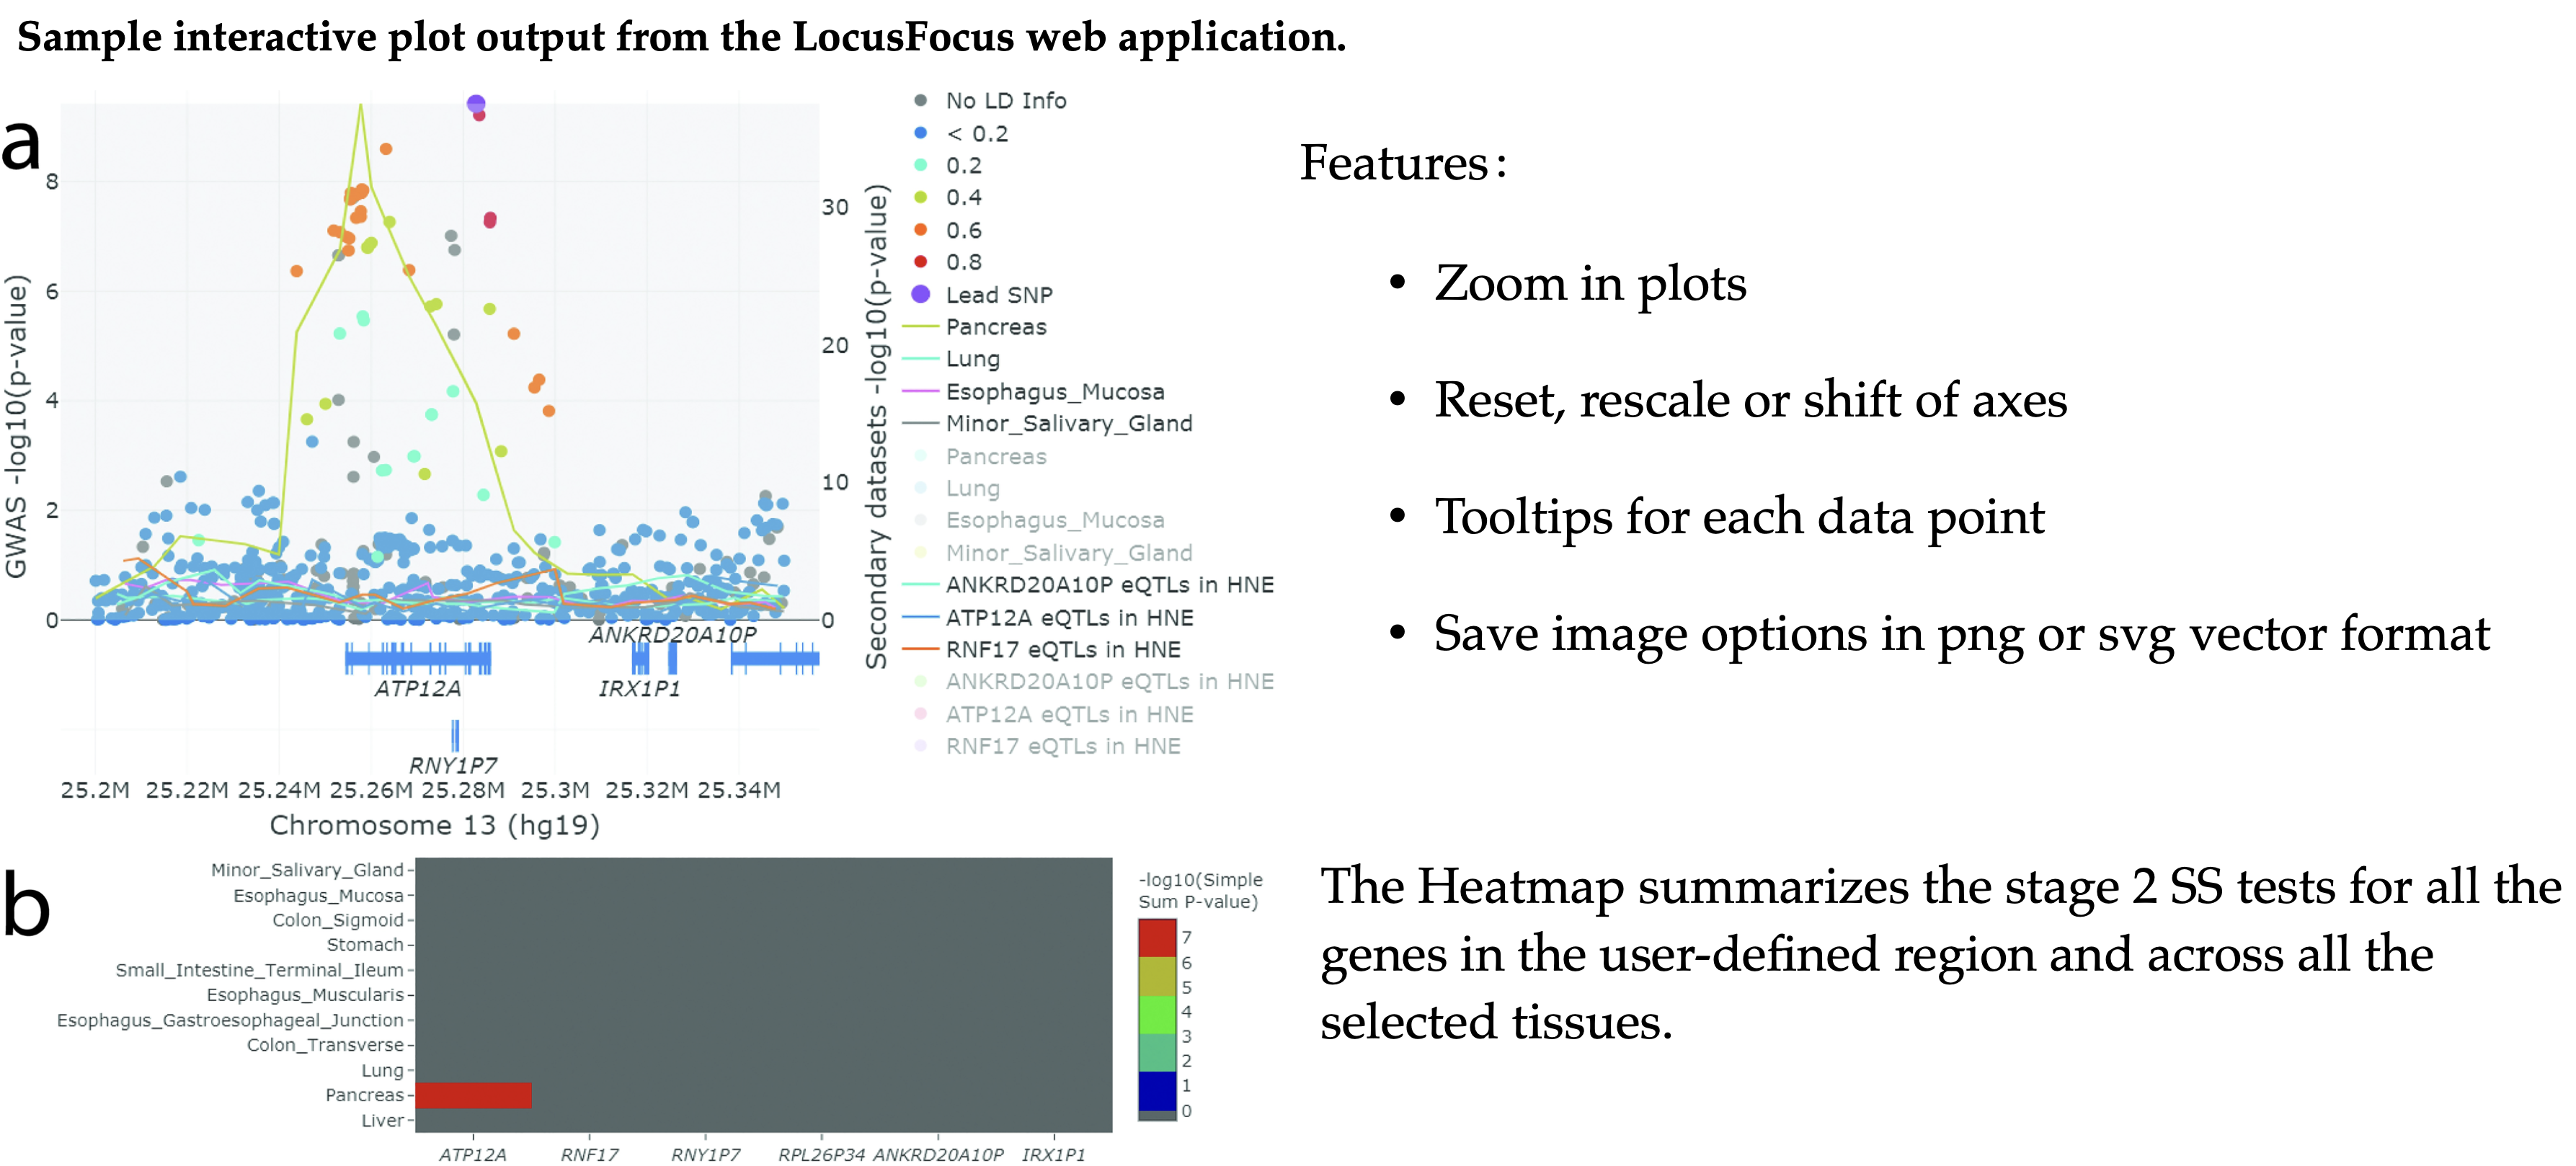 Sample interactive plot output from the LocusFocus web application.
a
GWAS -log10(p-value)
8
6
4
2
0
30
20
10
0
Secondary datasets -log10(p-value)
No LD Info
< 0.2
0.2
0.4
0.6
0.8
Lead SNP
Pancreas
Lung
Esophagus_Mucosa
Minor_Salivary_Gland
Pancreas
Lung
Esophagus_Mucosa
Minor_Salivary_Gland
ANKRD20A10P eQTLs in HNE
ATP12A eQTLs in HNE
RNF17 eQTLs in HNE
ANKRD20A10P eQTLs in HNE
ATP12A eQTLs in HNE
RNF17 eQTLs in HNE
ANKRD20A10P
ATP12A
IRX1P1
RNY1P7
25.2M 25.22M 25.24M 25.26M 25.28M 25.3M 25.32M 25.34M
Chromosome 13 (hg19)
Features:
• Zoom in plots
• Reset, rescale or shift of axes
• Tooltips for each data point
• Save image options in png or svg vector format
b
Minor_Salivary_Gland
Esophagus_Mucosa
Colon_Sigmoid
Stomach
Small_Intestine_Terminal_Ileum
Esophagus_Muscularis
Esophagus_Gastroesophageal_Junction
Colon_Transverse
Lung
Pancreas
Liver
ATP12A RNF17 RNY1P7 RPL26P34 ANKRD20A10P IRX1P1
-log10(Simple
Sum P-value)
7
6
5
4
3
2
1
0
The Heatmap summarizes the stage 2 SS tests for all the
genes in the user-defined region and across all the
selected tissues.